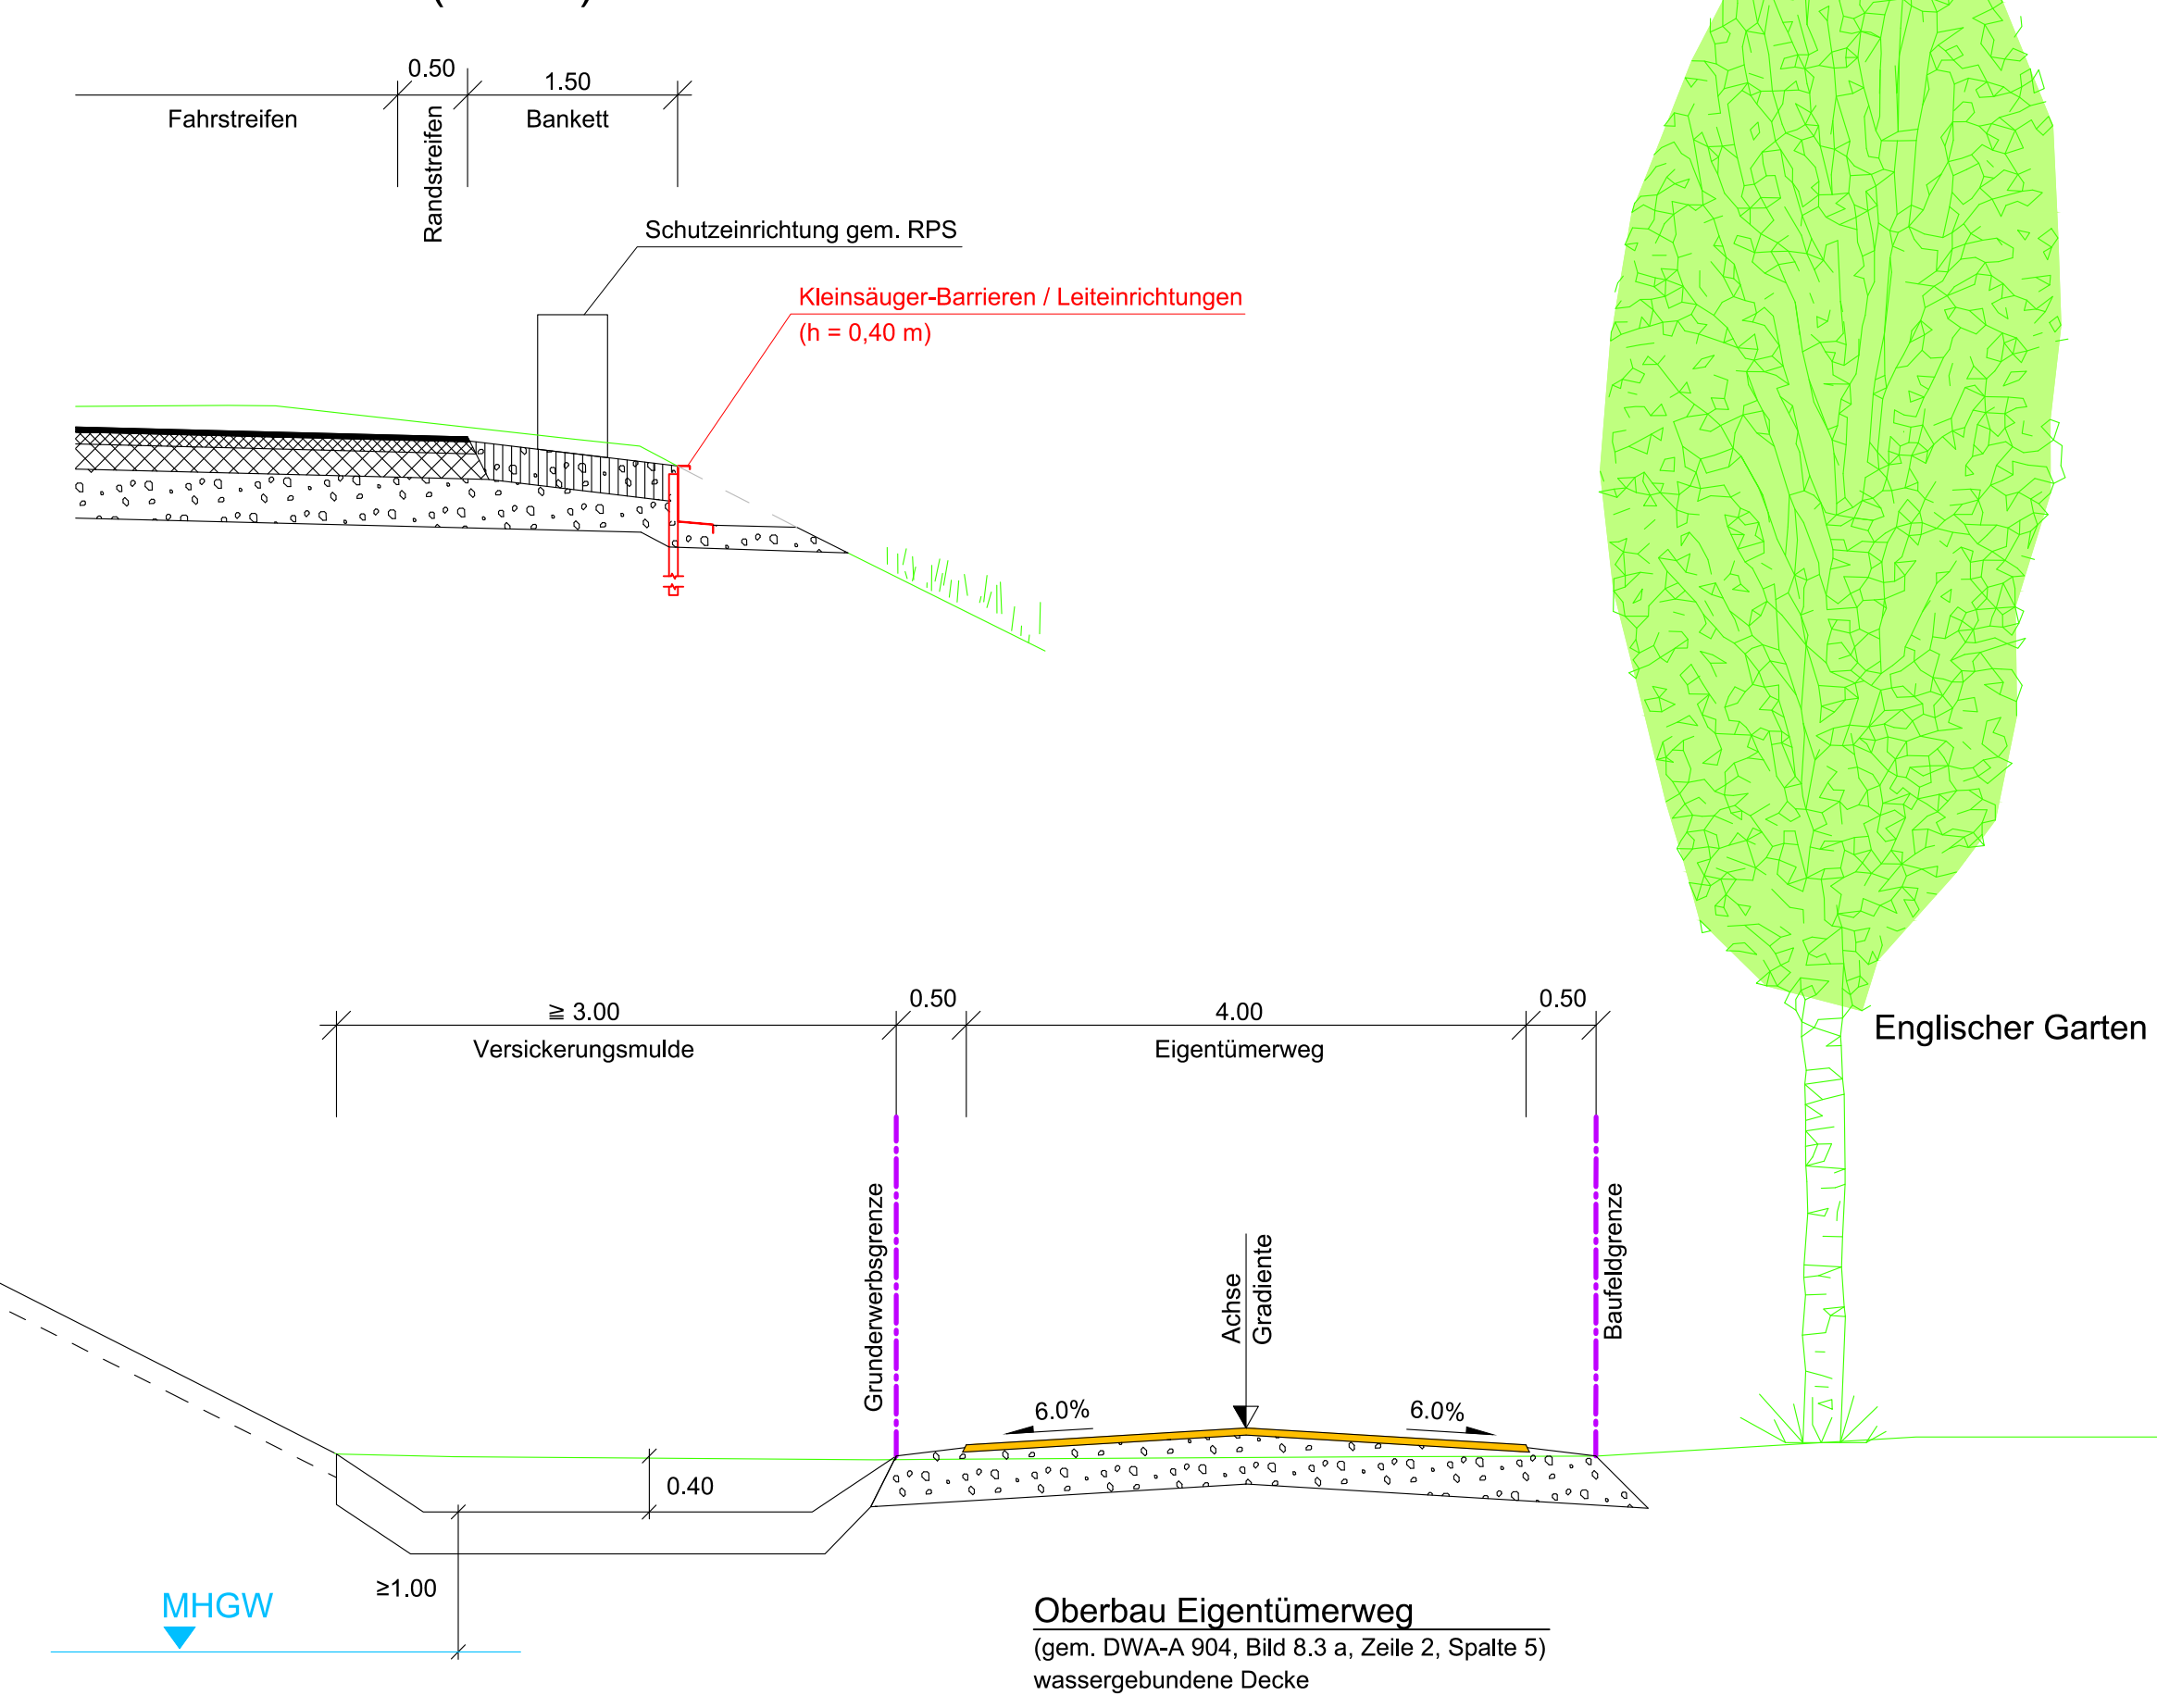 0.50
1.50
Fahrstreifen
Randstreifen
Bankett
Schutzeinrichtung gem. RPS
Kleinsäuger-Barrieren / Leiteinrichtungen
(h = 0,40 m)
≧ 3.00
0.50
4.00
0.50
Versickerungsmulde
Eigentümerweg
Englischer Garten
Grunderwerbsgrenze
Achse
Gradiente
Baufeldgrenze
6.0%
6.0%
0.40
≥1.00
MHGW
Oberbau Eigentümerweg
(gem. DWA-A 904, Bild 8.3 a, Zeile 2, Spalte 5)
wassergebundene Decke